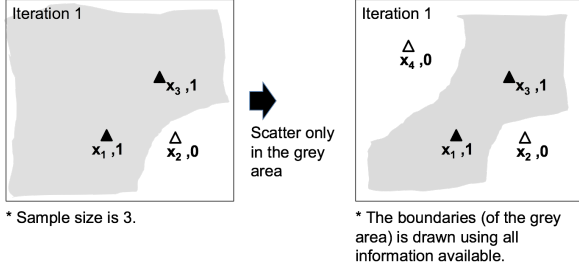 Iteration 1
x3 ,1
x1 ,1
x2 ,0
* Sample size is 3.
Scatter only
in the grey
area
Iteration 1
x4 ,0
x3 ,1
x1 ,1
x2 ,0
* The boundaries (of the grey
area) is drawn using all
information available.